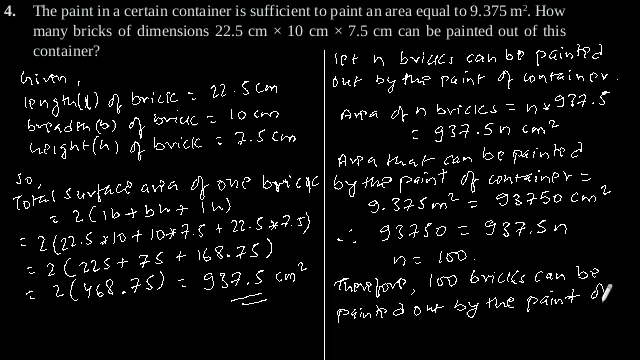 4. The paint in a certain container is sufficient to paint an area equal to 9.375 m². How
many bricks of dimensions 22.5 cm × 10 cm × 7.5 cm can be painted out of this
container?
Given,
length(l) of brick = 22.5 cm
breadth(b) of brick = 10 cm
height(h) of brick = 7.5 cm
So,
Total surface area of one brick
= 2(lb + bh + lh)
= 2(22.5*10 + 10*7.5 + 22.5*7.5)
= 2(225 + 75 + 168.75)
= 2(468.75) = 937.5 cm²
let n bricks can be painted
out by the paint of container.
Area of n bricks = n*937.5
= 937.5n cm²
Area that can be painted
by the paint of container =
9.375m² = 93750 cm²
∴ 93750 = 937.5n
n = 100.
Therefore, 100 bricks can be
painted out by the paint of